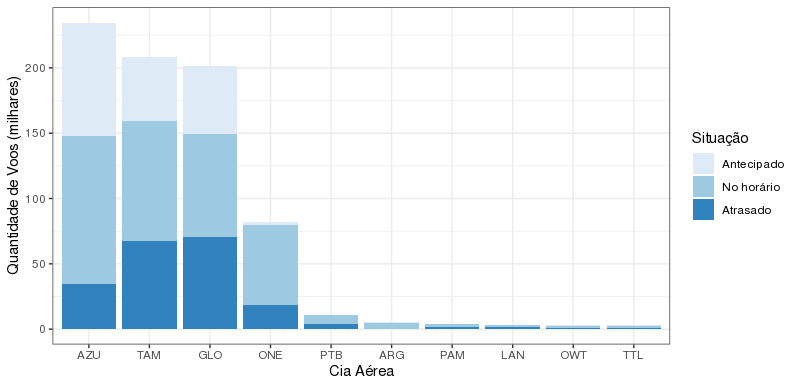 Quantidade de Voos (milhares)
200
150
100
50
0
AZU TAM GLO ONE PTB ARG PAM LAN OWT TTL
Cia Aérea
Situação
Antecipado
No horário
Atrasado